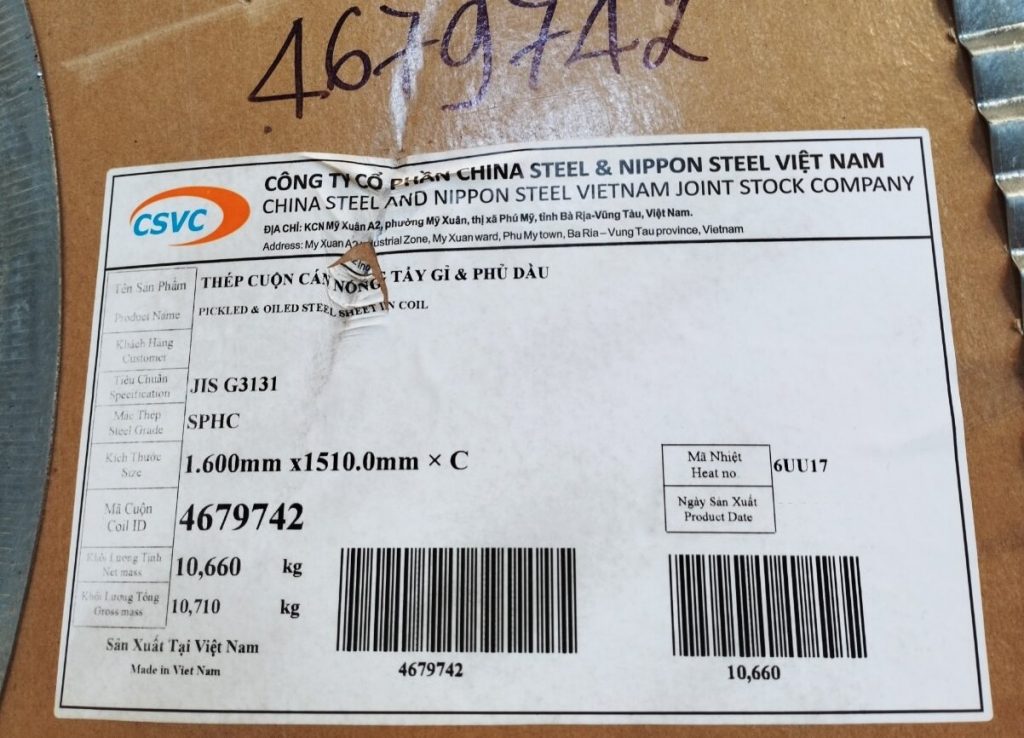 4679742
CSVC
CÔNG TY CỔ PHẦN CHINA STEEL & NIPPON STEEL VIỆT NAM
CHINA STEEL AND NIPPON STEEL VIETNAM JOINT STOCK COMPANY
ĐỊA CHỈ: KCN Mỹ Xuân A2, phường Mỹ Xuân, thị xã Phú Mỹ, tỉnh Bà Rịa-Vũng Tàu, Việt Nam.
Address: My Xuan A2 Industrial Zone, My Xuan ward, Phu My town, Ba Ria – Vung Tau province, Vietnam
Tên Sản Phẩm
Product Name
THÉP CUỘN CÁN NÓNG TẨY GỈ & PHỦ DẦU
PICKLED & OILED STEEL SHEET IN COIL
Khách Hàng
Customer
Tiêu Chuẩn
Specification
JIS G3131
Mác Thép
Steel Grade
SPHC
Kích Thước
Size
1.600mm x1510.0mm × C
Mã Nhiệt
Heat no
6UU17
Ngày Sản Xuất
Product Date
Mã Cuộn
Coil ID
4679742
Khối Lượng Tịnh
Net mass
10,660 kg
Khối Lượng Tổng
Gross mass
10,710 kg
Sản Xuất Tại Việt Nam
Made in Viet Nam
4679742
10,660